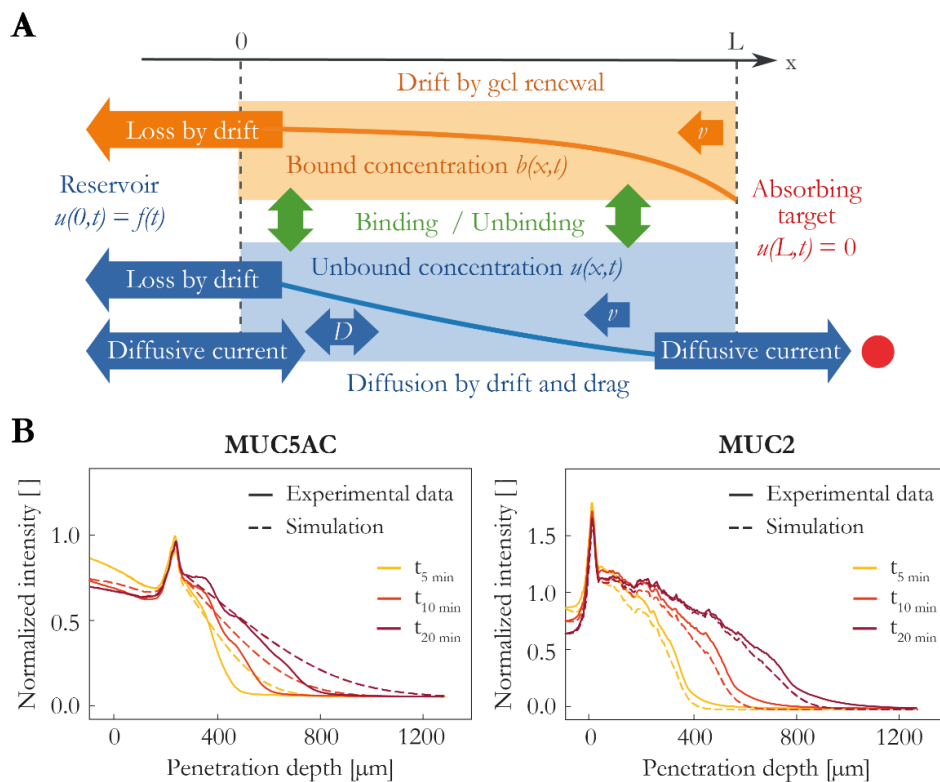 A
0
L
x
Drift by gel renewal
Loss by drift
v
Bound concentration b(x,t)
Reservoir
u(0,t) = f(t)
Absorbing
target
u(L,t) = 0
Binding / Unbinding
Unbound concentration u(x,t)
Loss by drift
v
D
Diffusive current
Diffusive current
Diffusion by drift and drag
B
MUC5AC
Normalized intensity [ ]
1.0
0.5
0.0
Experimental data
Simulation
t5 min
t10 min
t20 min
0
400
800
1200
Penetration depth [µm]
MUC2
Normalized intensity [ ]
1.5
1.0
0.5
0.0
Experimental data
Simulation
t5 min
t10 min
t20 min
0
400
800
1200
Penetration depth [µm]